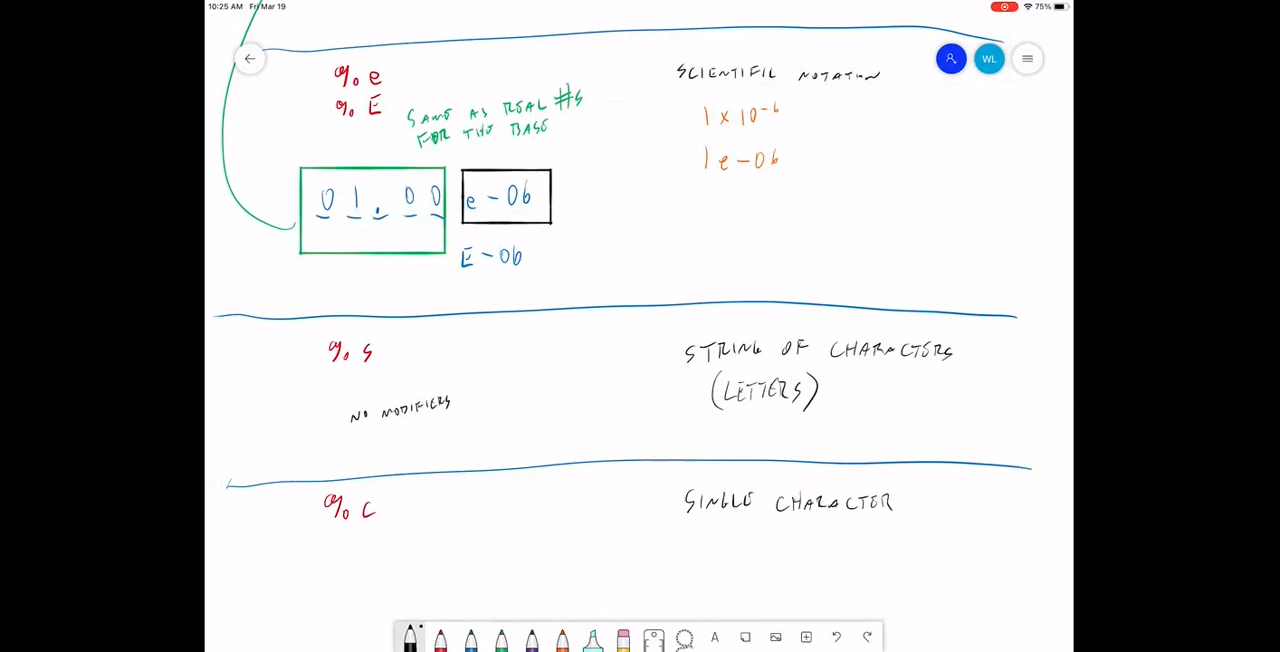 10:25 AM Fri Mar 19
75%
WL
% e
SCIENTIFIC NOTATION
% E
SAME AS REAL #S
FOR THE BASE
1 x 10-6
1 e -06
01.00 e -06
E -06
% s
STRING OF CHARACTERS
(LETTERS)
NO MODIFIERS
% c
SINGLE CHARACTER
A